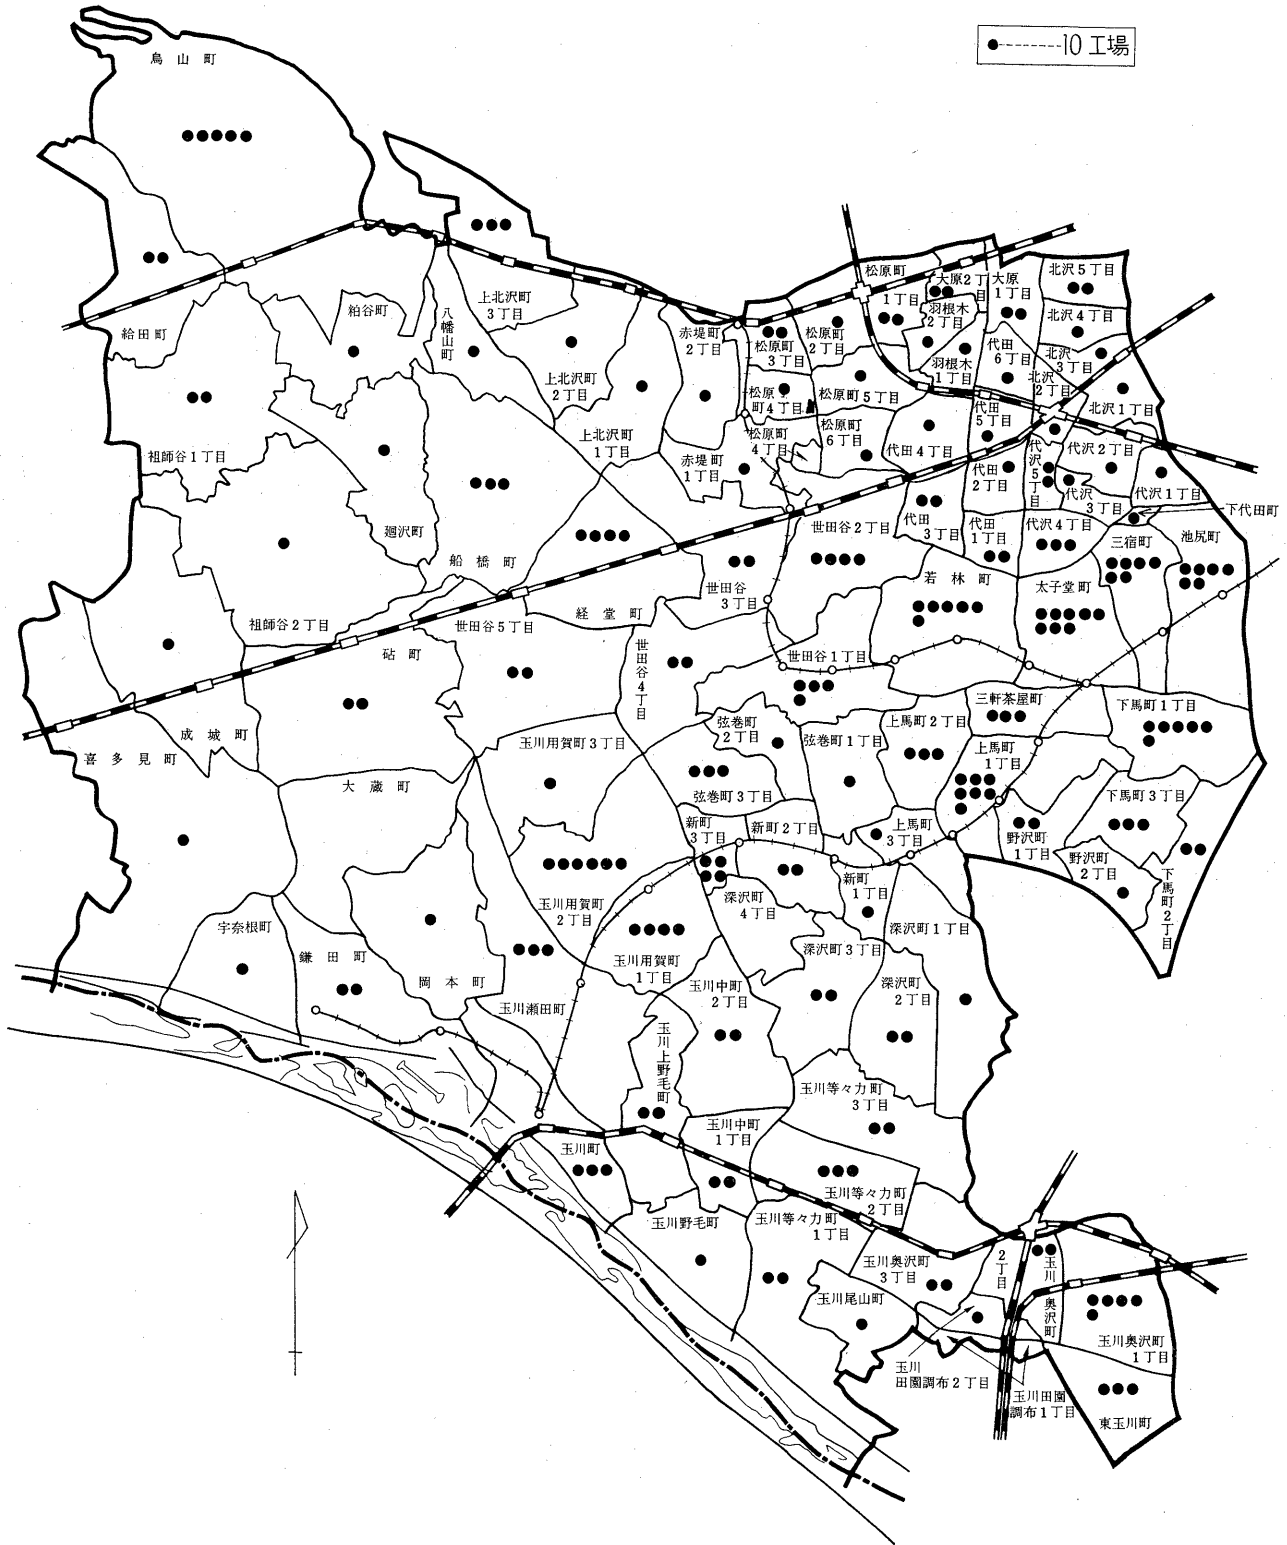 10工場
烏山町
給田町
粕谷町
八幡山町
上北沢町
3丁目
上北沢町
2丁目
上北沢町
1丁目
祖師谷1丁目
廻沢町
船橋町
祖師谷2丁目
赤堤町
2丁目
赤堤町
1丁目
松原町
1丁目
松原町
2丁目
松原町
3丁目
松原
町4丁目
松原町
4丁目
松原町5丁目
松原町
6丁目
大原2丁目
大原
1丁目
羽根木
2丁目
羽根木
1丁目
北沢5丁目
北沢4丁目
北沢
3丁目
北沢
2丁目
北沢1丁目
代田
6丁目
代田
5丁目
代田4丁目
代田
3丁目
代田
2丁目
代田
1丁目
代沢5丁目
代沢2丁目
代沢
3丁目
代沢1丁目
代沢4丁目
下代田町
三宿町
池尻町
太子堂町
若林町
世田谷2丁目
世田谷
3丁目
経堂町
世田谷5丁目
世田谷4丁目
世田谷1丁目
砧町
成城町
喜多見町
大蔵町
宇奈根町
鎌田町
岡本町
玉川瀬田町
玉川用賀町3丁目
玉川用賀町
2丁目
玉川用賀町
1丁目
弦巻町
2丁目
弦巻町1丁目
弦巻町3丁目
新町
3丁目
新町2丁目
新町
1丁目
上馬町2丁目
上馬町
1丁目
上馬町
3丁目
三軒茶屋町
下馬町1丁目
下馬町3丁目
下馬町2丁目
野沢町
1丁目
野沢町
2丁目
深沢町
4丁目
深沢町3丁目
深沢町1丁目
深沢町
2丁目
玉川中町
2丁目
玉川上野毛町
玉川中町
1丁目
玉川等々力町
3丁目
玉川等々力町
2丁目
玉川等々力町
1丁目
玉川町
玉川野毛町
玉川奥沢町
3丁目
2丁目
玉川奥沢町
玉川尾山町
玉川
田園調布2丁目
玉川田園
調布1丁目
玉川奥沢町
1丁目
東玉川町